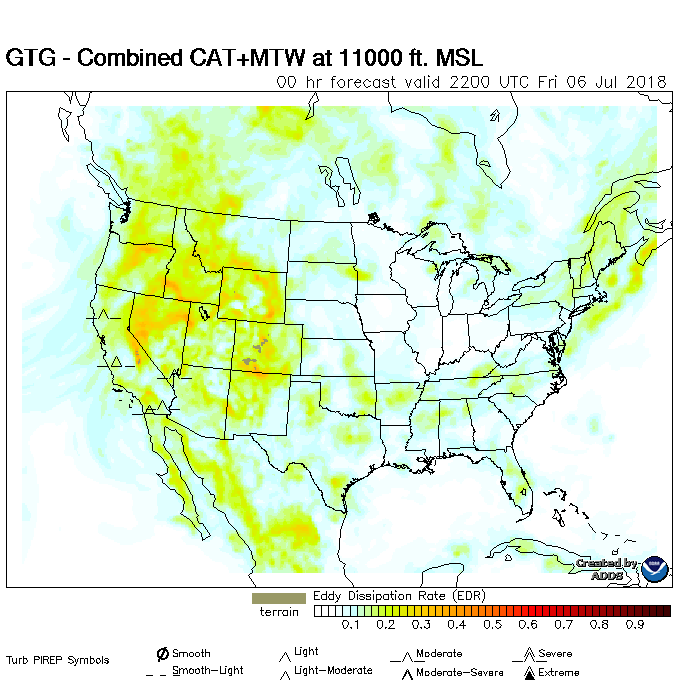 GTG - Combined CAT+MTW at 11000 ft. MSL
00 hr forecast valid 2200 UTC Fri 06 Jul 2018
Created by
ADDS
terrain
Eddy Dissipation Rate (EDR)
0.1 0.2 0.3 0.4 0.5 0.6 0.7 0.8 0.9
Turb PIREP Symbols
Smooth Light Moderate Severe
Smooth-Light Light-Moderate Moderate-Severe Extreme